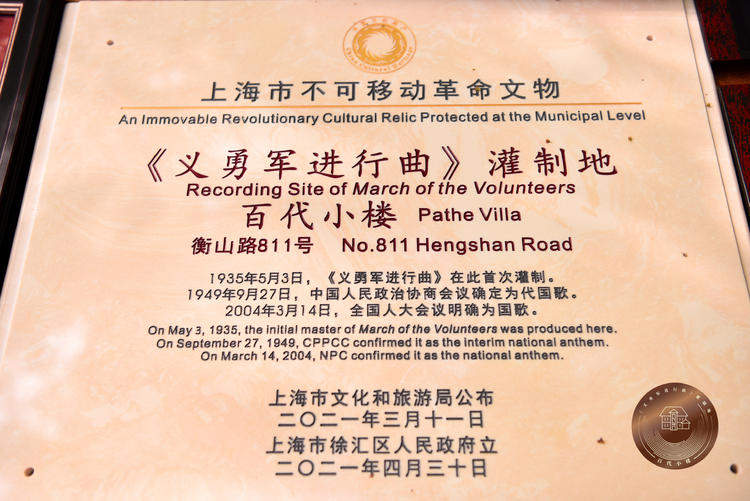 上海市不可移动革命文物
An Immovable Revolutionary Cultural Relic Protected at the Municipal Level
《义勇军进行曲》灌制地
Recording Site of March of the Volunteers
百代小楼 Pathe Villa
衡山路811号 No.811 Hengshan Road
1935年5月3日，《义勇军进行曲》在此首次灌制。
1949年9月27日，中国人民政治协商会议确定为代国歌。
2004年3月14日，全国人大会议明确为国歌。
On May 3, 1935, the initial master of March of the Volunteers was produced here.
On September 27, 1949, CPPCC confirmed it as the interim national anthem.
On March 14, 2004, NPC confirmed it as the national anthem.
上海市文化和旅游局公布
二〇二一年三月十一日
上海市徐汇区人民政府立
二〇二一年四月三十日
百代小楼